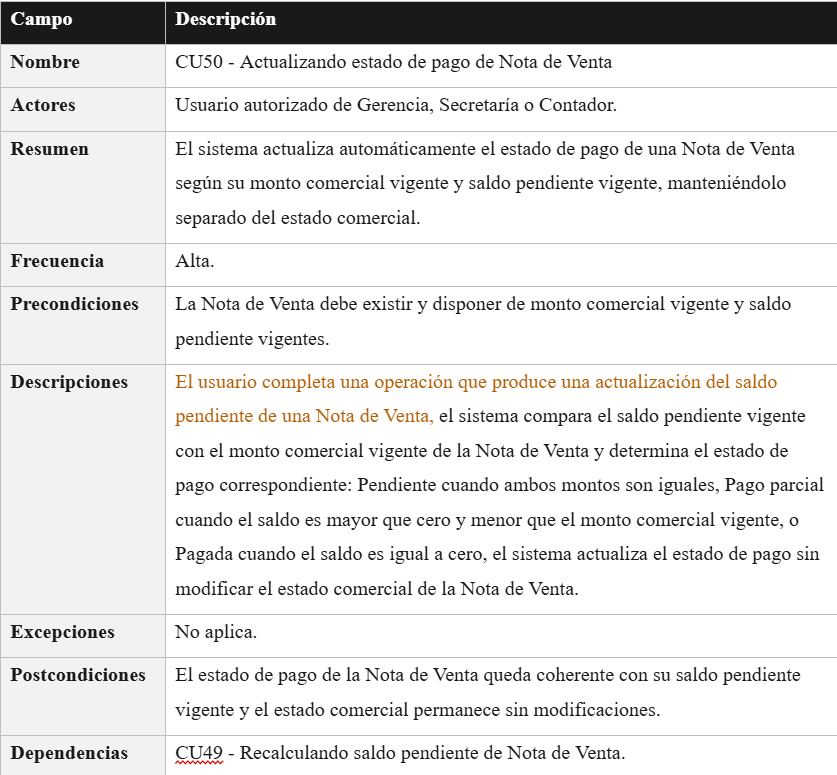 Campo Descripción
Nombre CU50 - Actualizando estado de pago de Nota de Venta
Actores Usuario autorizado de Gerencia, Secretaría o Contador.
Resumen El sistema actualiza automáticamente el estado de pago de una Nota de Venta
según su monto comercial vigente y saldo pendiente vigente, manteniéndolo
separado del estado comercial.
Frecuencia Alta.
Precondiciones La Nota de Venta debe existir y disponer de monto comercial vigente y saldo
pendiente vigentes.
Descripciones El usuario completa una operación que produce una actualización del saldo
pendiente de una Nota de Venta, el sistema compara el saldo pendiente vigente
con el monto comercial vigente de la Nota de Venta y determina el estado de
pago correspondiente: Pendiente cuando ambos montos son iguales, Pago parcial
cuando el saldo es mayor que cero y menor que el monto comercial vigente, o
Pagada cuando el saldo es igual a cero, el sistema actualiza el estado de pago sin
modificar el estado comercial de la Nota de Venta.
Excepciones No aplica.
Postcondiciones El estado de pago de la Nota de Venta queda coherente con su saldo pendiente
vigente y el estado comercial permanece sin modificaciones.
Dependencias CU49 - Recalculando saldo pendiente de Nota de Venta.